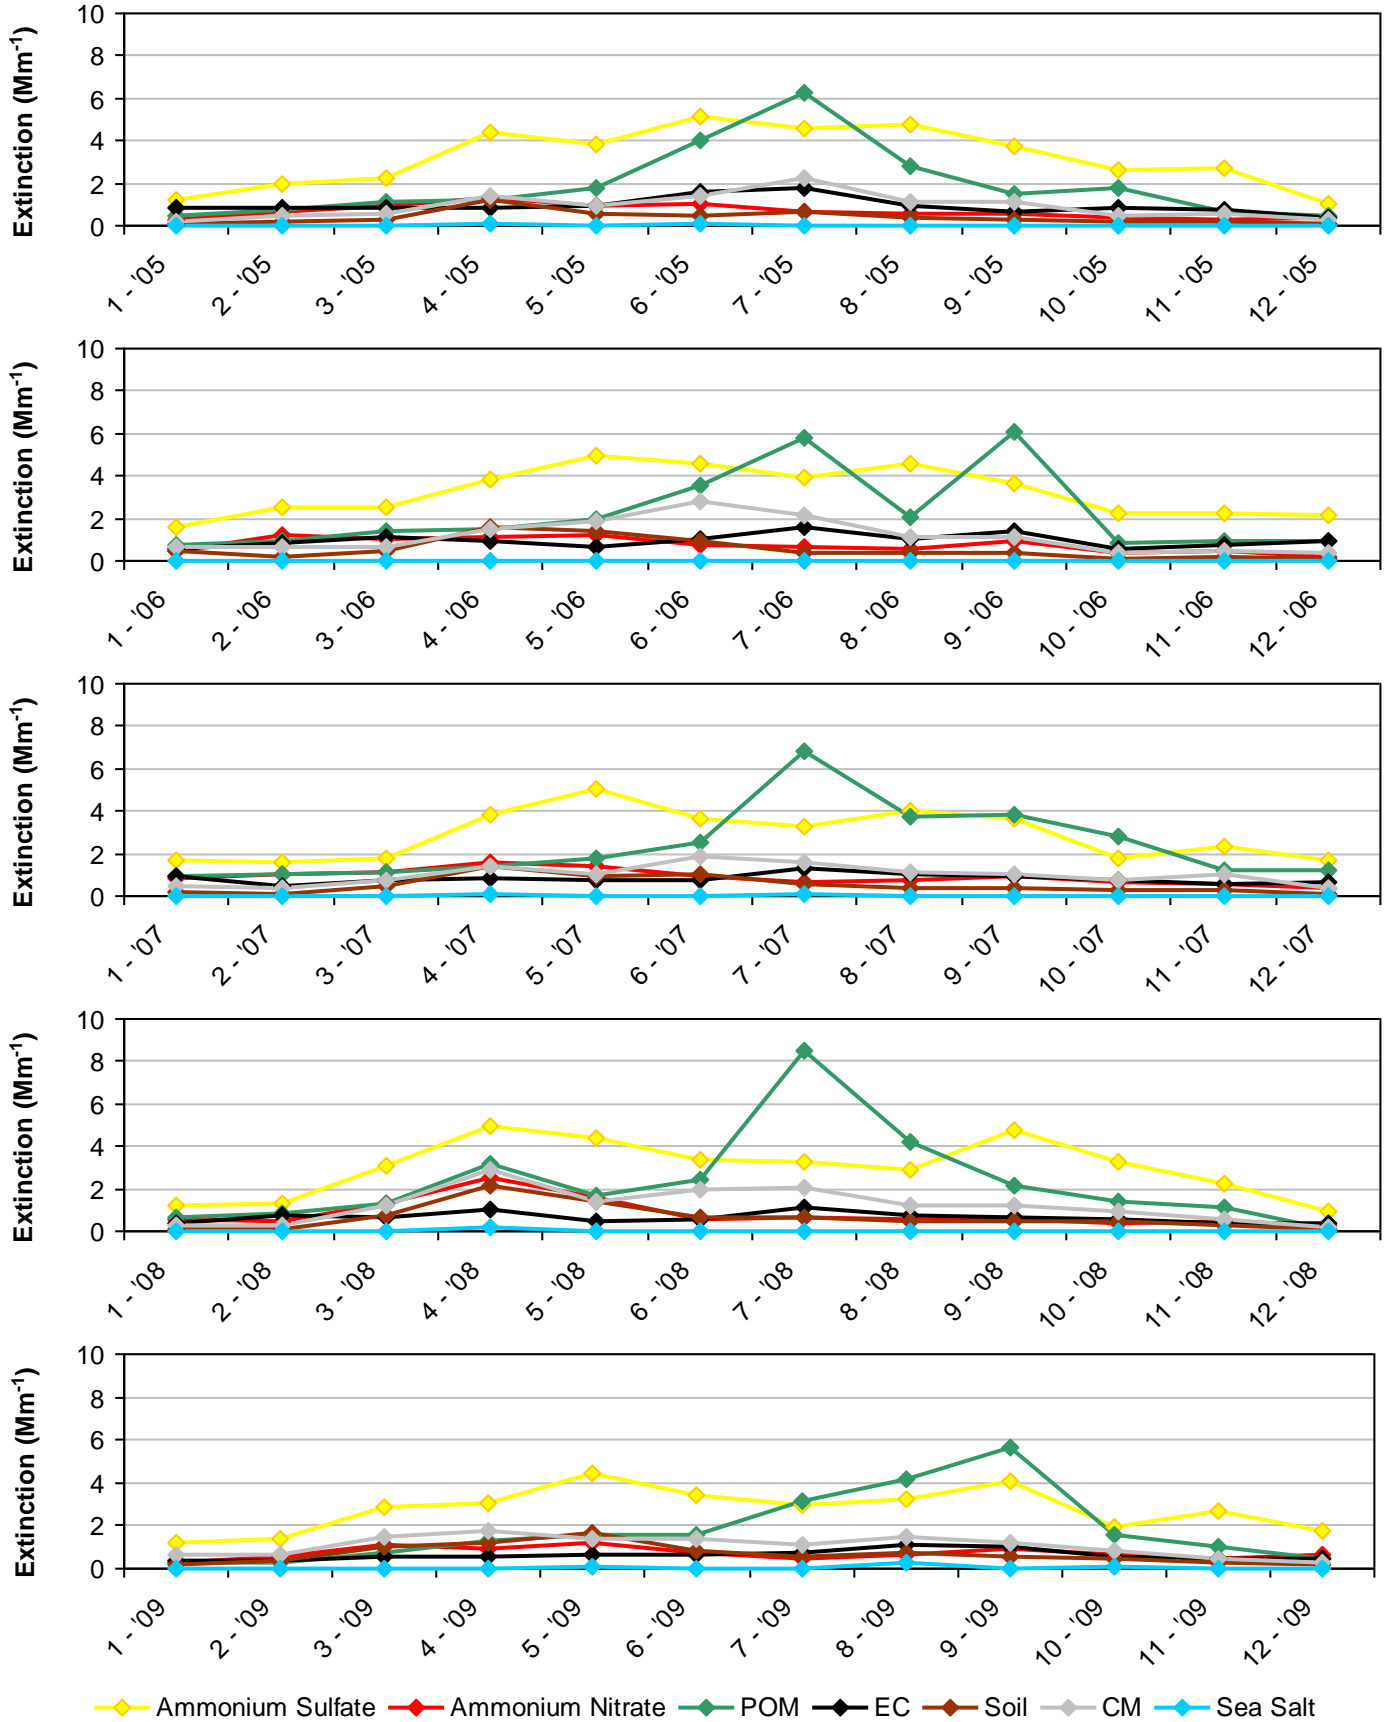 Extinction (Mm-1)
10
8
6
4
2
0
1 - '05 2 - '05 3 - '05 4 - '05 5 - '05 6 - '05 7 - '05 8 - '05 9 - '05 10 - '05 11 - '05 12 - '05
Extinction (Mm-1)
10
8
6
4
2
0
1 - '06 2 - '06 3 - '06 4 - '06 5 - '06 6 - '06 7 - '06 8 - '06 9 - '06 10 - '06 11 - '06 12 - '06
Extinction (Mm-1)
10
8
6
4
2
0
1 - '07 2 - '07 3 - '07 4 - '07 5 - '07 6 - '07 7 - '07 8 - '07 9 - '07 10 - '07 11 - '07 12 - '07
Extinction (Mm-1)
10
8
6
4
2
0
1 - '08 2 - '08 3 - '08 4 - '08 5 - '08 6 - '08 7 - '08 8 - '08 9 - '08 10 - '08 11 - '08 12 - '08
Extinction (Mm-1)
10
8
6
4
2
0
1 - '09 2 - '09 3 - '09 4 - '09 5 - '09 6 - '09 7 - '09 8 - '09 9 - '09 10 - '09 11 - '09 12 - '09
Ammonium Sulfate Ammonium Nitrate POM EC Soil CM Sea Salt